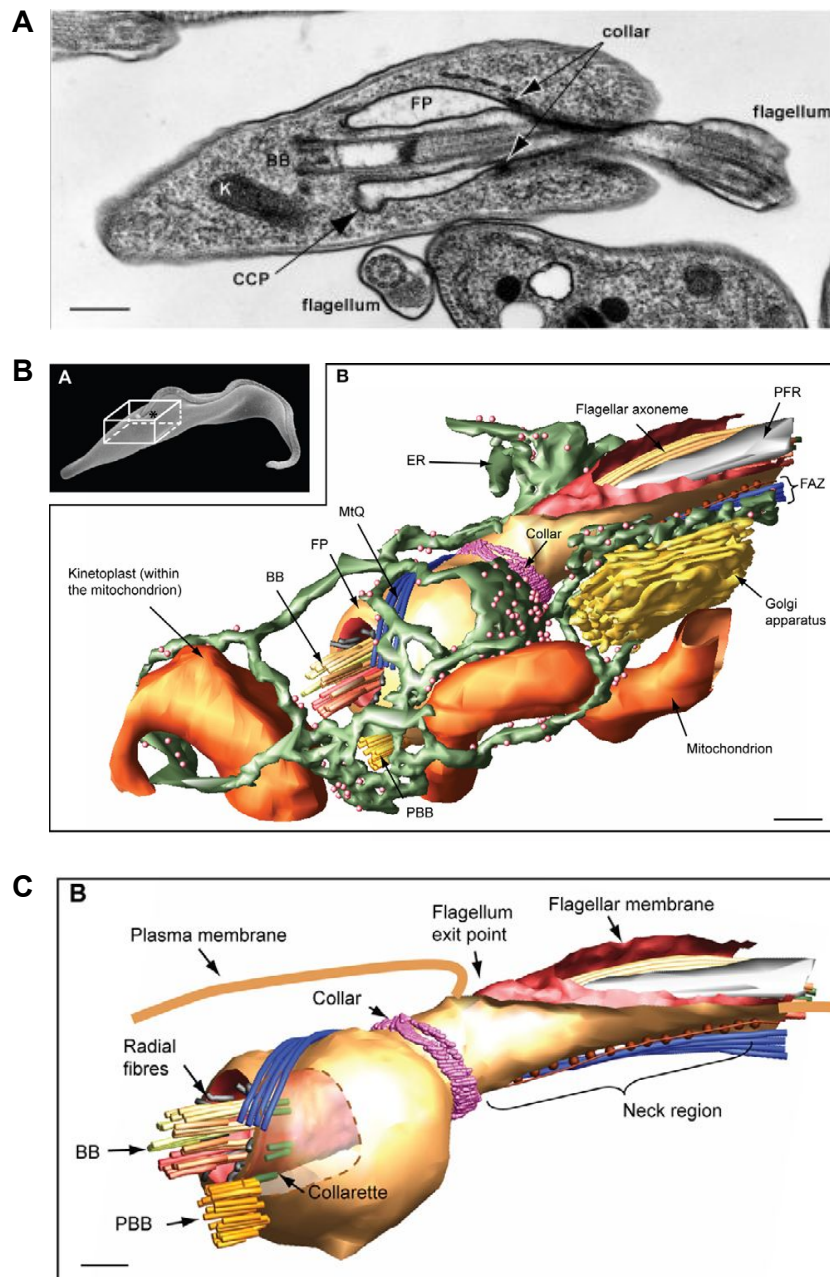 A
collar
FP
flagellum
BB
K
CCP
flagellum
B
A
*
B
PFR
Flagellar axoneme
ER
FAZ
MtQ
Collar
FP
BB
Kinetoplast (within
the mitochondrion)
Golgi
apparatus
Mitochondrion
PBB
C
B
Flagellar membrane
Flagellum
exit point
Plasma membrane
Collar
Radial
fibres
Neck region
BB
Collarette
PBB